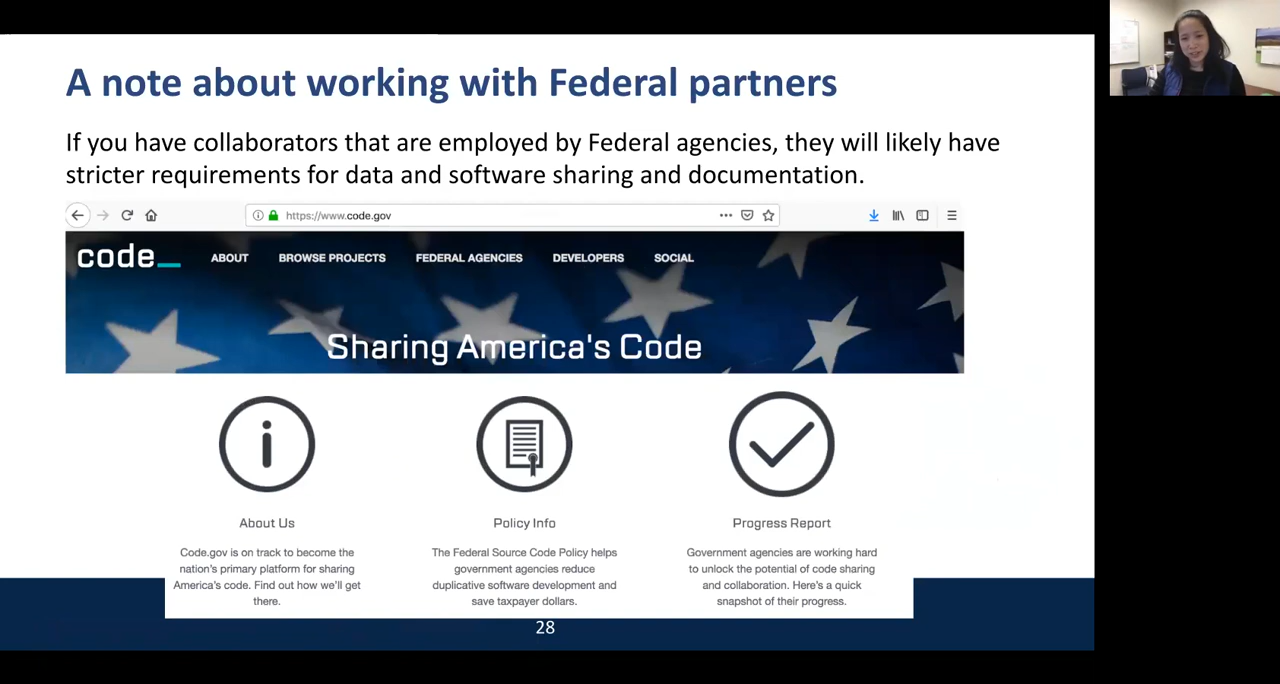 A note about working with Federal partners
If you have collaborators that are employed by Federal agencies, they will likely have
stricter requirements for data and software sharing and documentation.
https://www.code.gov
code_ ABOUT BROWSE PROJECTS FEDERAL AGENCIES DEVELOPERS SOCIAL
Sharing America's Code
About Us
Code.gov is on track to become the
nation's primary platform for sharing
America's code. Find out how we'll get
there.
Policy Info
The Federal Source Code Policy helps
government agencies reduce
duplicative software development and
save taxpayer dollars.
Progress Report
Government agencies are working hard
to unlock the potential of code sharing
and collaboration. Here's a quick
snapshot of their progress.
28